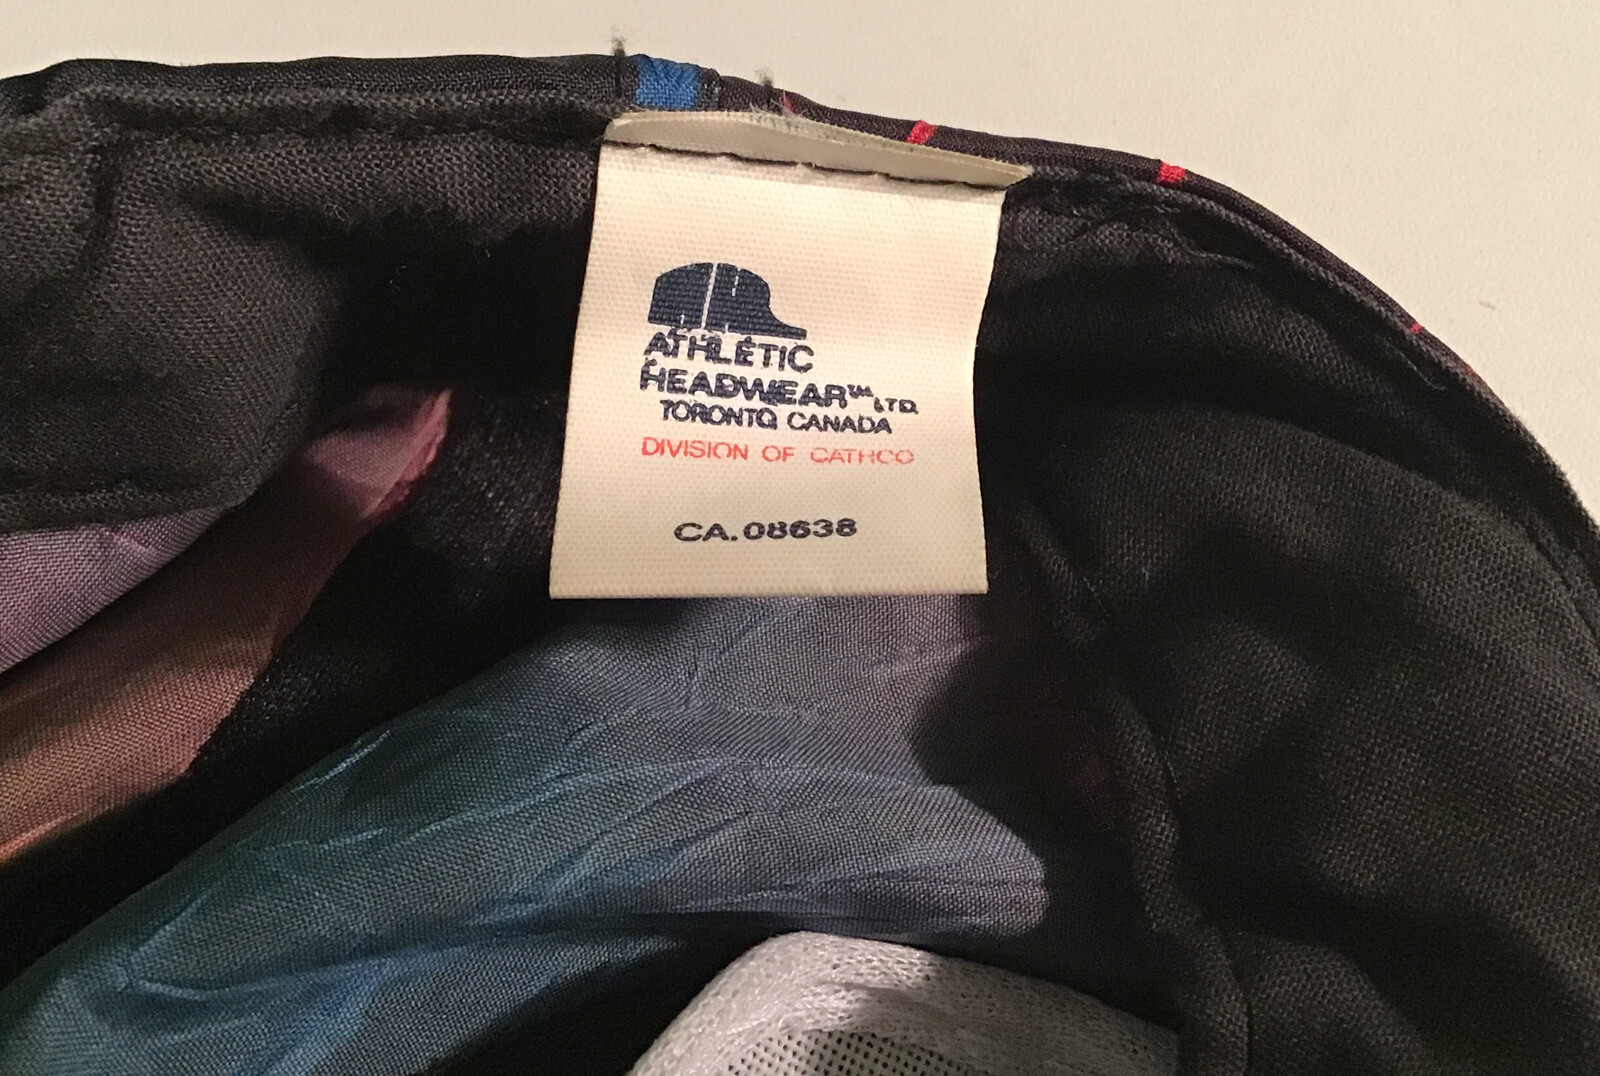 ATHLETIC
HEADWEAR™ LTD.
TORONTO, CANADA
DIVISION OF CATHCO
CA.08638